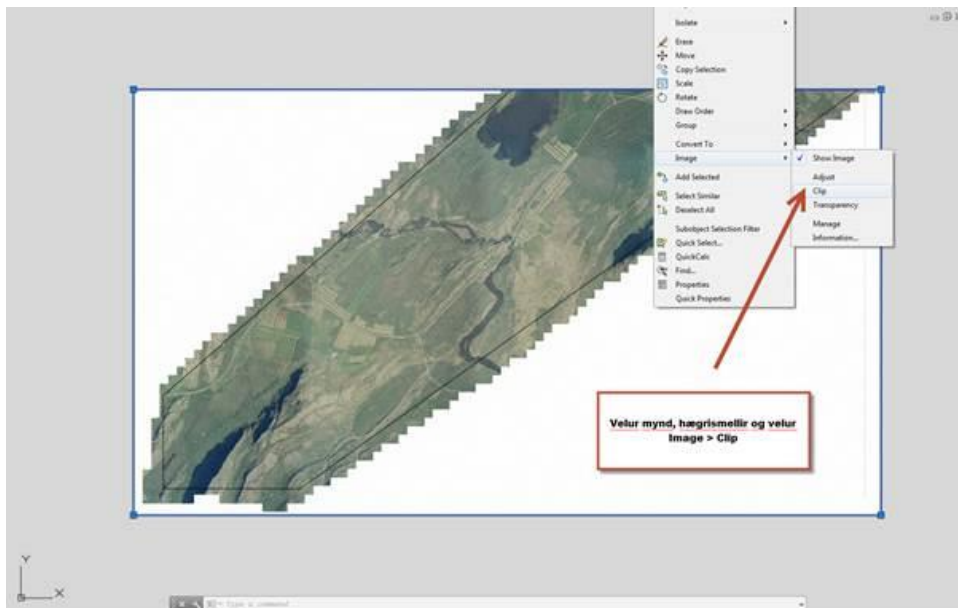 Isolate
Erase
Move
Copy Selection
Scale
Rotate
Draw Order
Group
Convert To
Image
Add Selected
Select Similar
Deselect All
Subobject Selection Filter
Quick Select...
QuickCalc
Find...
Properties
Quick Properties
Show Image
Adjust
Clip
Transparency
Manage
Information...
Velur mynd, hægrismellir og velur
Image > Clip
Y
X
Type a command